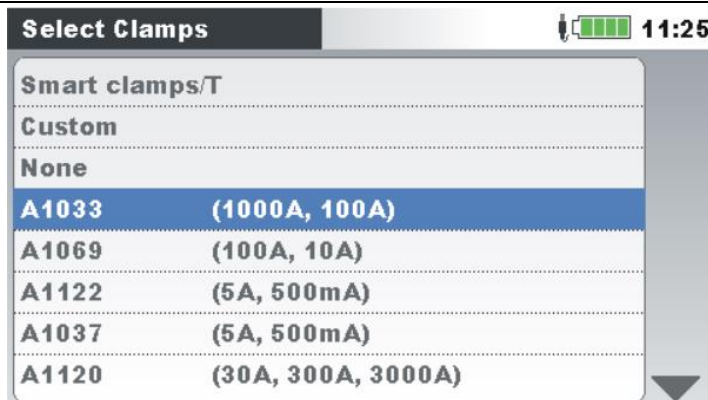 Select Clamps 11:25
Smart clamps/T
Custom
None
A1033 (1000A, 100A)
A1069 (100A, 10A)
A1122 (5A, 500mA)
A1037 (5A, 500mA)
A1120 (30A, 300A, 3000A)